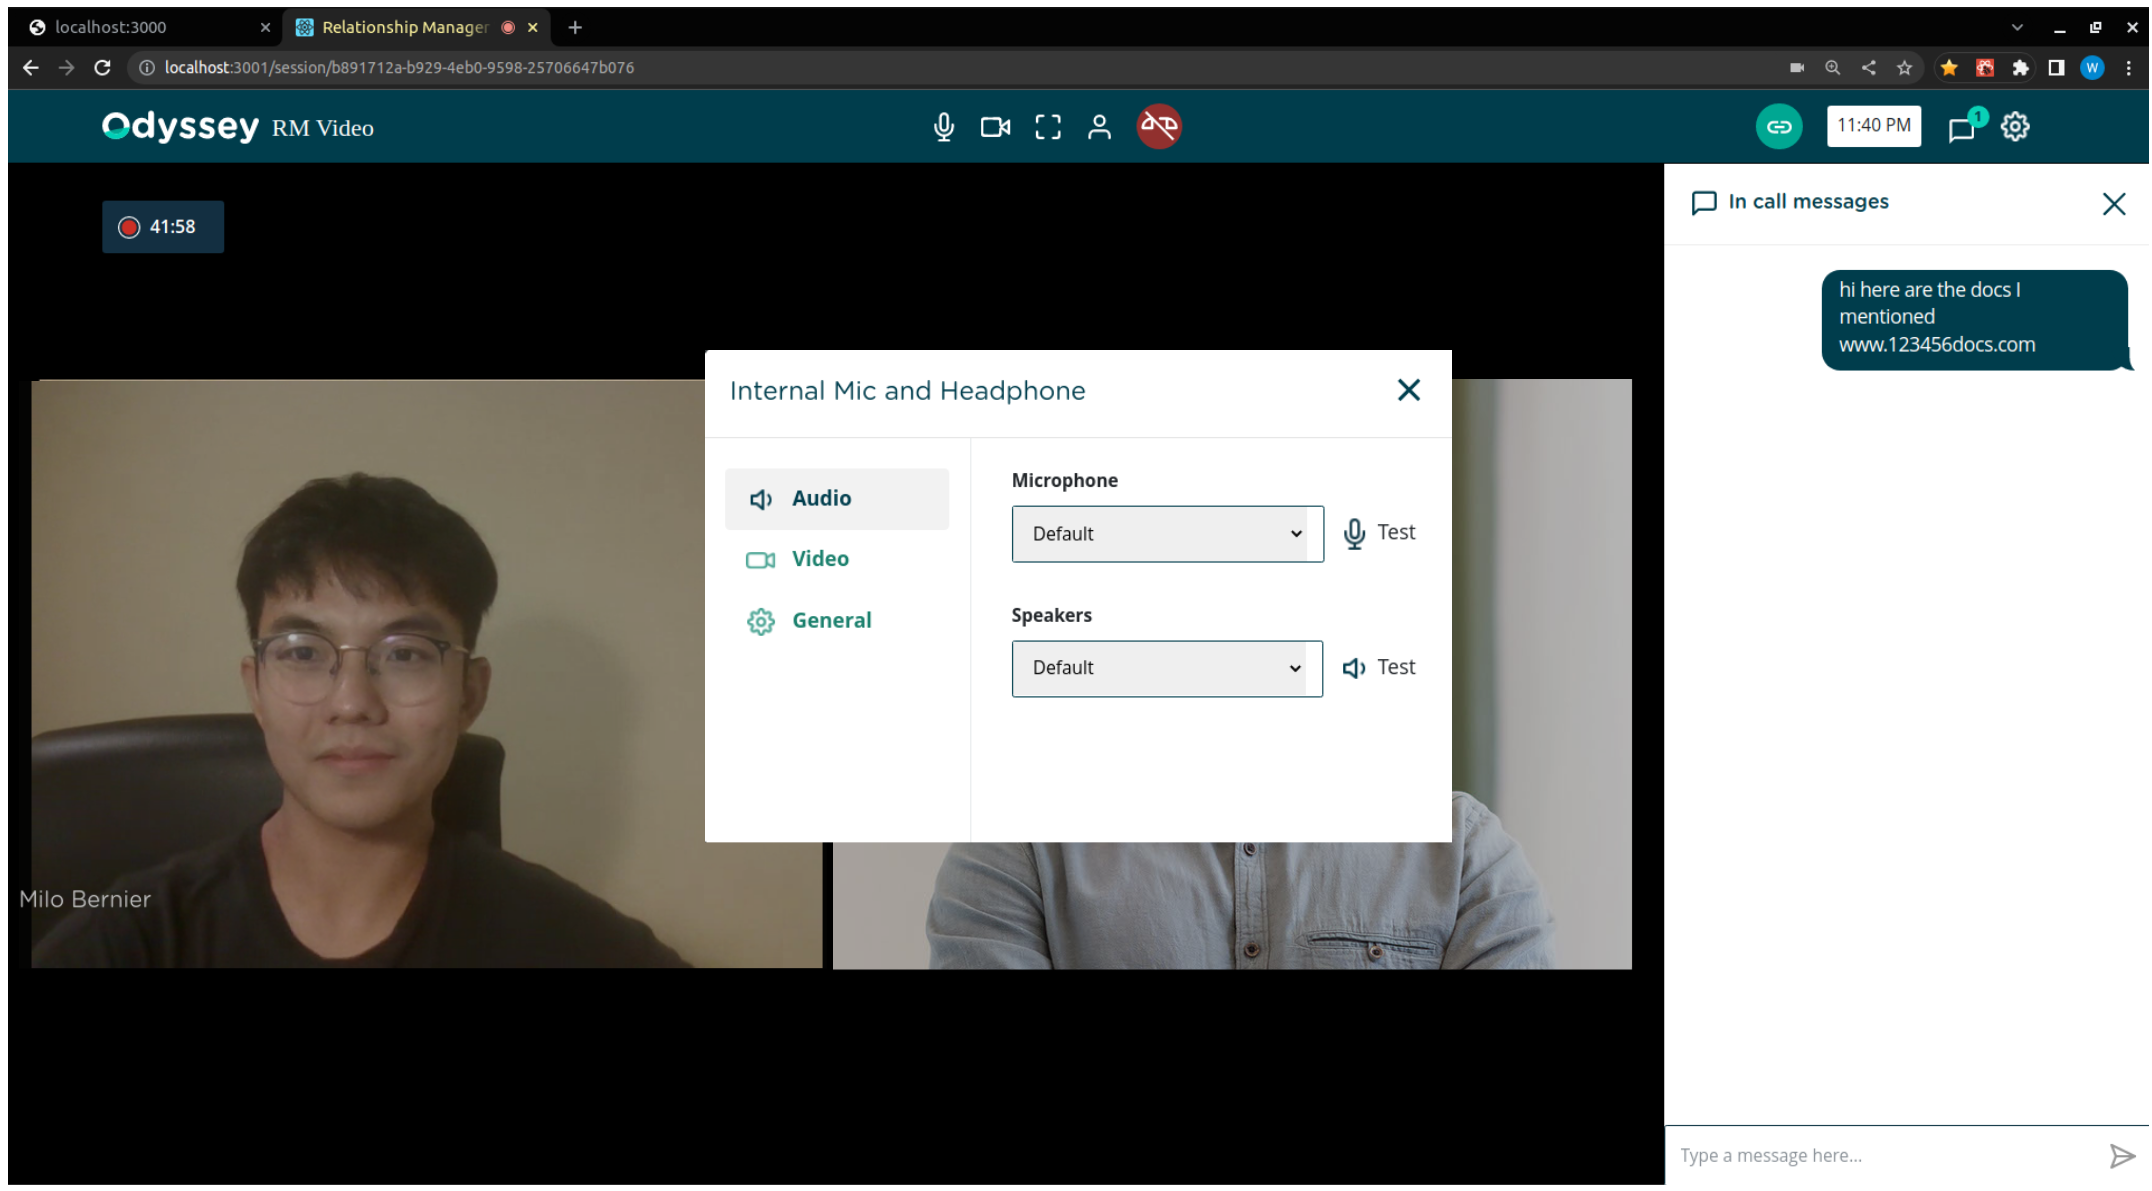 localhost:3000
Relationship Manager
localhost:3001/session/b891712a-b929-4eb0-9598-25706647b076
W
Odyssey RM Video
11:40 PM
1
41:58
In call messages
hi here are the docs I
mentioned
www.123456docs.com
Internal Mic and Headphone
Audio
Video
General
Microphone
Default
Test
Speakers
Default
Test
Milo Bernier
Type a message here...